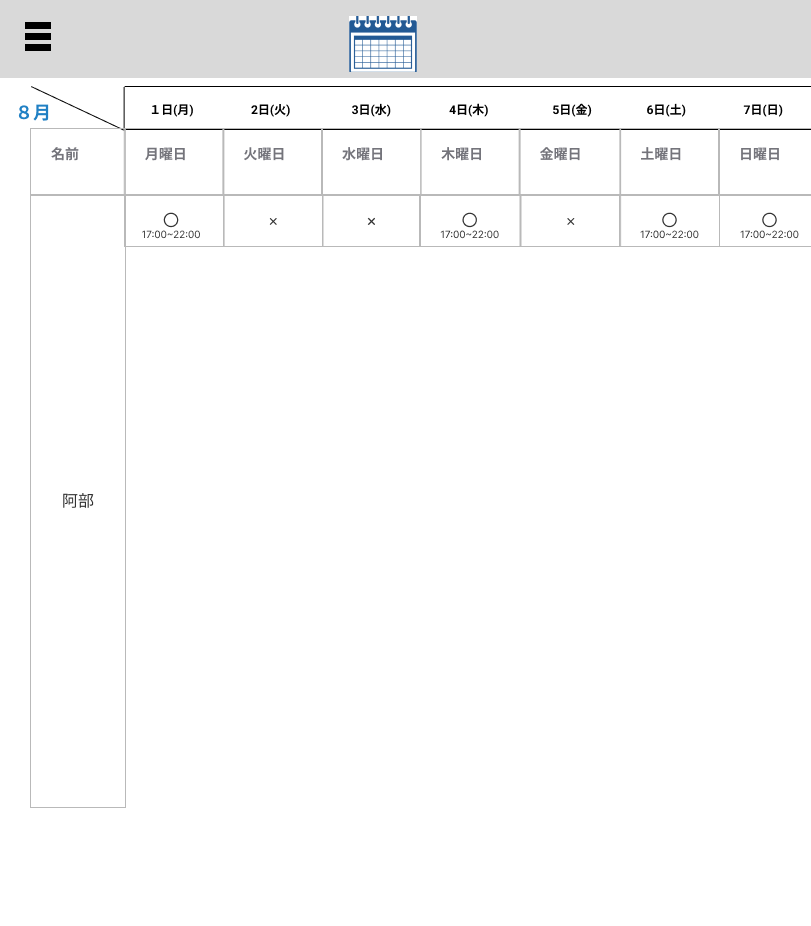 ８月
１日(月) 2日(火) 3日(水) 4日(木) 5日(金) 6日(土) 7日(日)
名前 月曜日 火曜日 水曜日 木曜日 金曜日 土曜日 日曜日
○ × × ○ × ○ ○
17:00~22:00 17:00~22:00 17:00~22:00 17:00~22:00
阿部